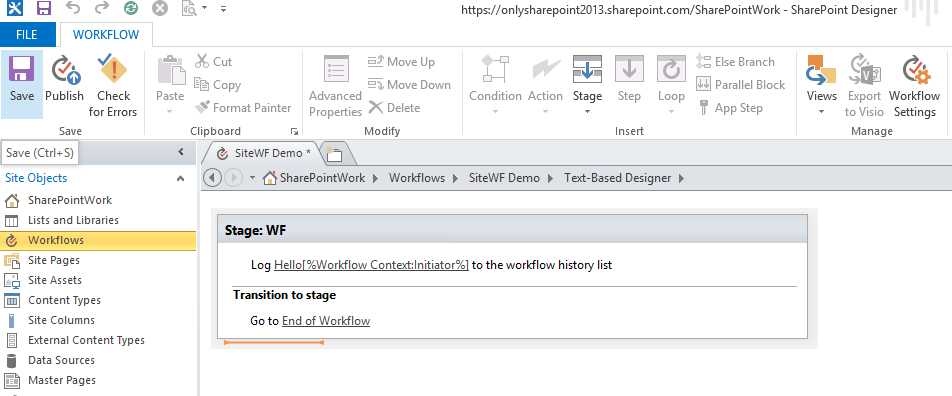 https://onlysharepoint2013.sharepoint.com/SharePointWork - SharePoint Designer
FILE WORKFLOW
Save Publish Check for Errors Paste Cut Copy Format Painter Advanced Properties Move Up Move Down Delete Condition Action Stage Step Loop Else Branch Parallel Block App Step Views Export to Visio Workflow Settings
Save Clipboard Modify Insert Manage
Save (Ctrl+S)
SiteWF Demo *
Site Objects
SharePointWork Workflows SiteWF Demo Text-Based Designer
SharePointWork
Lists and Libraries
Workflows
Site Pages
Site Assets
Content Types
Site Columns
External Content Types
Data Sources
Master Pages
Stage: WF
Log Hello[%Workflow Context:Initiator%] to the workflow history list
Transition to stage
Go to End of Workflow